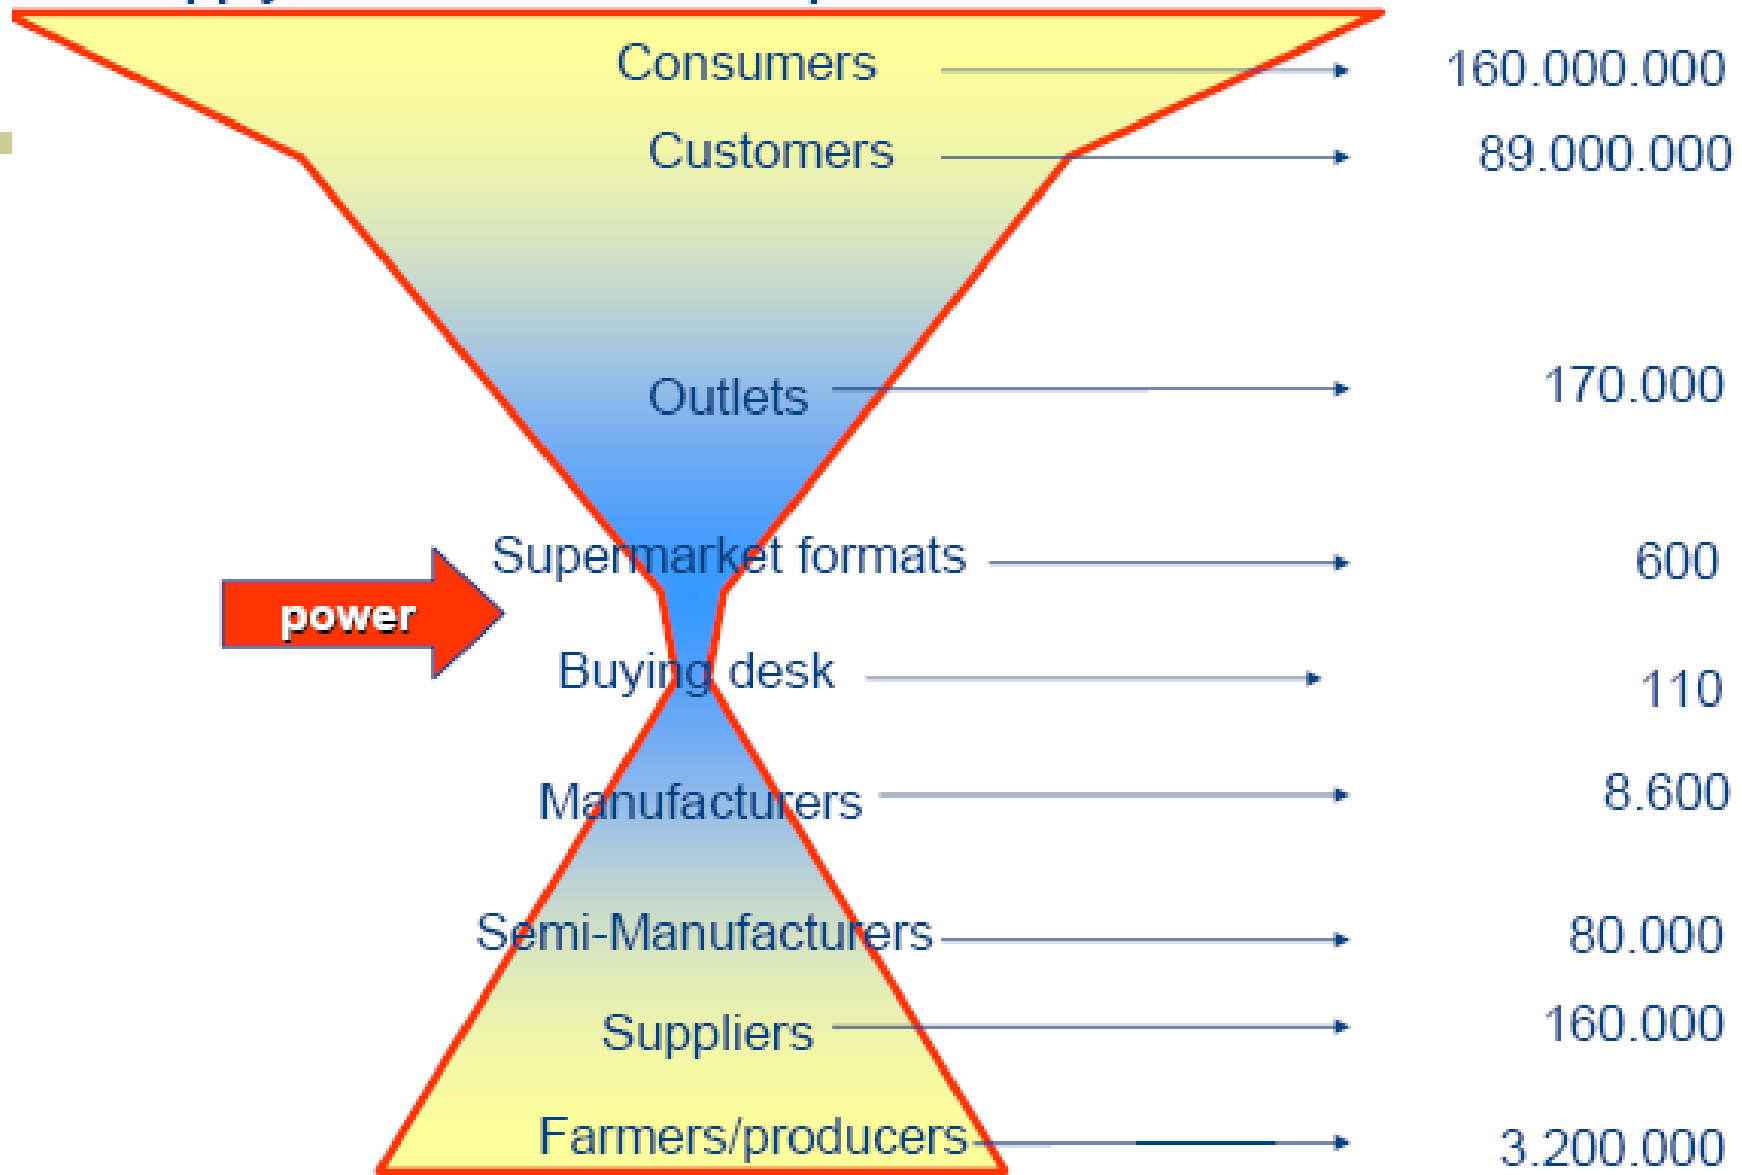 Consumers 160.000.000
Customers 89.000.000
Outlets 170.000
Supermarket formats 600
power
Buying desk 110
Manufacturers 8.600
Semi-Manufacturers 80.000
Suppliers 160.000
Farmers/producers 3.200.000